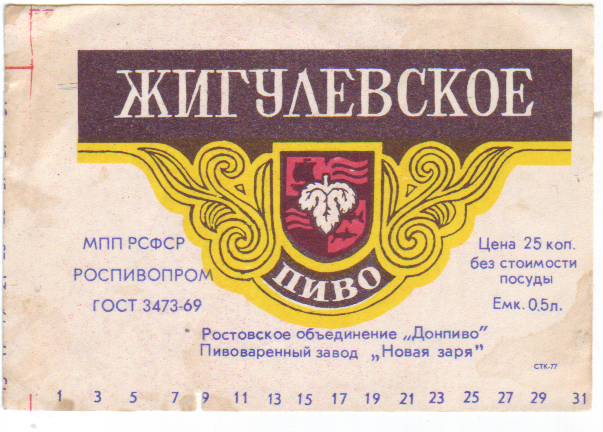 ЖИГУЛЕВСКОЕ
ПИВО
МПП РСФСР
РОСПИВОПРОМ
ГОСТ 3473-69
Цена 25 коп.
без стоимости
посуды
Емк. 0,5л.
Ростовское объединение „Донпиво"
Пивоваренный завод „Новая заря"
СТК-77
1 3 5 7 9 11 13 15 17 19 21 23 25 27 29 31